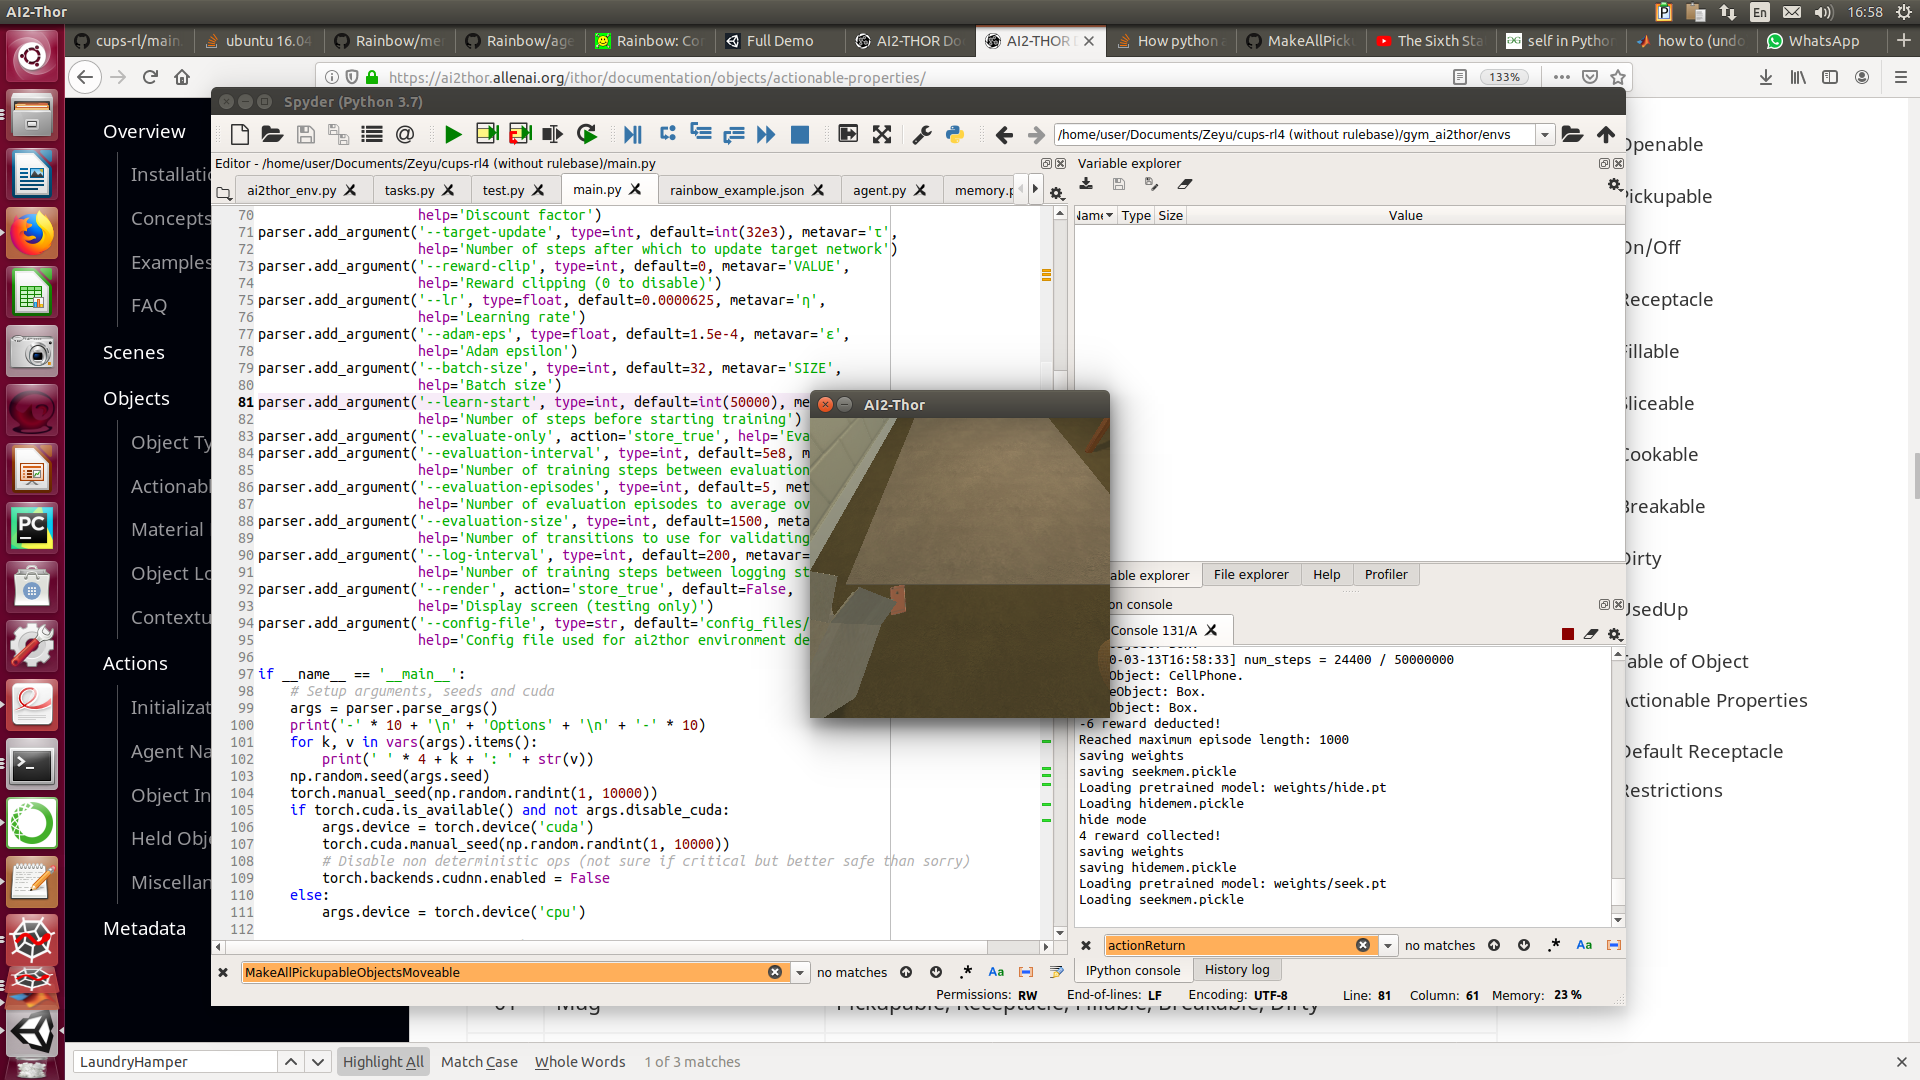 AI2-Thor
En
16:58
cups-rl/main
ubuntu 16.04
Rainbow/me
Rainbow/age
Rainbow: Co
Full Demo
AI2-THOR Do
AI2-THOR D
How python
MakeAllPick
The Sixth Sta
self in Python
how to (undo
WhatsApp
https://ai2thor.allenai.org/ithor/documentation/objects/actionable-properties/
133%
Spyder (Python 3.7)
/home/user/Documents/Zeyu/cups-rl4 (without rulebase)/gym_ai2thor/envs
Editor - /home/user/Documents/Zeyu/cups-rl4 (without rulebase)/main.py
ai2thor_env.py
tasks.py
test.py
main.py
rainbow_example.json
agent.py
memory.p
70 help='Discount factor')
71 parser.add_argument('--target-update', type=int, default=int(32e3), metavar='τ',
72 help='Number of steps after which to update target network')
73 parser.add_argument('--reward-clip', type=int, default=0, metavar='VALUE',
74 help='Reward clipping (0 to disable)')
75 parser.add_argument('--lr', type=float, default=0.0000625, metavar='η',
76 help='Learning rate')
77 parser.add_argument('--adam-eps', type=float, default=1.5e-4, metavar='ε',
78 help='Adam epsilon')
79 parser.add_argument('--batch-size', type=int, default=32, metavar='SIZE',
80 help='Batch size')
81 parser.add_argument('--learn-start', type=int, default=int(50000), me
82 help='Number of steps before starting training')
83 parser.add_argument('--evaluate-only', action='store_true', help='Eva
84 parser.add_argument('--evaluation-interval', type=int, default=5e8, m
85 help='Number of training steps between evaluation
86 parser.add_argument('--evaluation-episodes', type=int, default=5, met
87 help='Number of evaluation episodes to average ov
88 parser.add_argument('--evaluation-size', type=int, default=1500, meta
89 help='Number of transitions to use for validating
90 parser.add_argument('--log-interval', type=int, default=200, metavar=
91 help='Number of training steps between logging st
92 parser.add_argument('--render', action='store_true', default=False,
93 help='Display screen (testing only)')
94 parser.add_argument('--config-file', type=str, default='config_files/
95 help='Config file used for ai2thor environment de
96
97 if __name__ == '__main__':
98 # Setup arguments, seeds and cuda
99 args = parser.parse_args()
100 print('-' * 10 + '\n' + 'Options' + '\n' + '-' * 10)
101 for k, v in vars(args).items():
102 print(' ' * 4 + k + ': ' + str(v))
103 np.random.seed(args.seed)
104 torch.manual_seed(np.random.randint(1, 10000))
105 if torch.cuda.is_available() and not args.disable_cuda:
106 args.device = torch.device('cuda')
107 torch.cuda.manual_seed(np.random.randint(1, 10000))
108 # Disable non deterministic ops (not sure if critical but better safe than sorry)
109 torch.backends.cudnn.enabled = False
110 else:
111 args.device = torch.device('cpu')
112
MakeAllPickupableObjectsMoveable
no matches
Aa
AI2-Thor
Variable explorer
Name
Type
Size
Value
able explorer
File explorer
Help
Profiler
on console
Console 131/A
0-03-13T16:58:33] num_steps = 24400 / 50000000
Object: CellPhone.
eObject: Box.
Object: Box.
-6 reward deducted!
Reached maximum episode length: 1000
saving weights
saving seekmem.pickle
Loading pretrained model: weights/hide.pt
Loading hidemem.pickle
hide mode
4 reward collected!
saving weights
saving hidemem.pickle
Loading pretrained model: weights/seek.pt
Loading seekmem.pickle
actionReturn
no matches
Aa
IPython console
History log
Permissions: RW
End-of-lines: LF
Encoding: UTF-8
Line: 81
Column: 61
Memory: 23 %
Overview
Installatio
Concepts
Examples
FAQ
Scenes
Objects
Object Ty
Actionabl
Material
Object Lo
Contextu
Actions
Initializat
Agent Na
Object In
Held Obj
Miscellan
Metadata
Openable
Pickupable
On/Off
Receptacle
Fillable
Sliceable
Cookable
Breakable
Dirty
UsedUp
Table of Object
Actionable Properties
Default Receptacle
Restrictions
Mug
Pickupable, Receptacle, Fillable, Breakable, Dirty
LaundryHamper
Highlight All
Match Case
Whole Words
1 of 3 matches